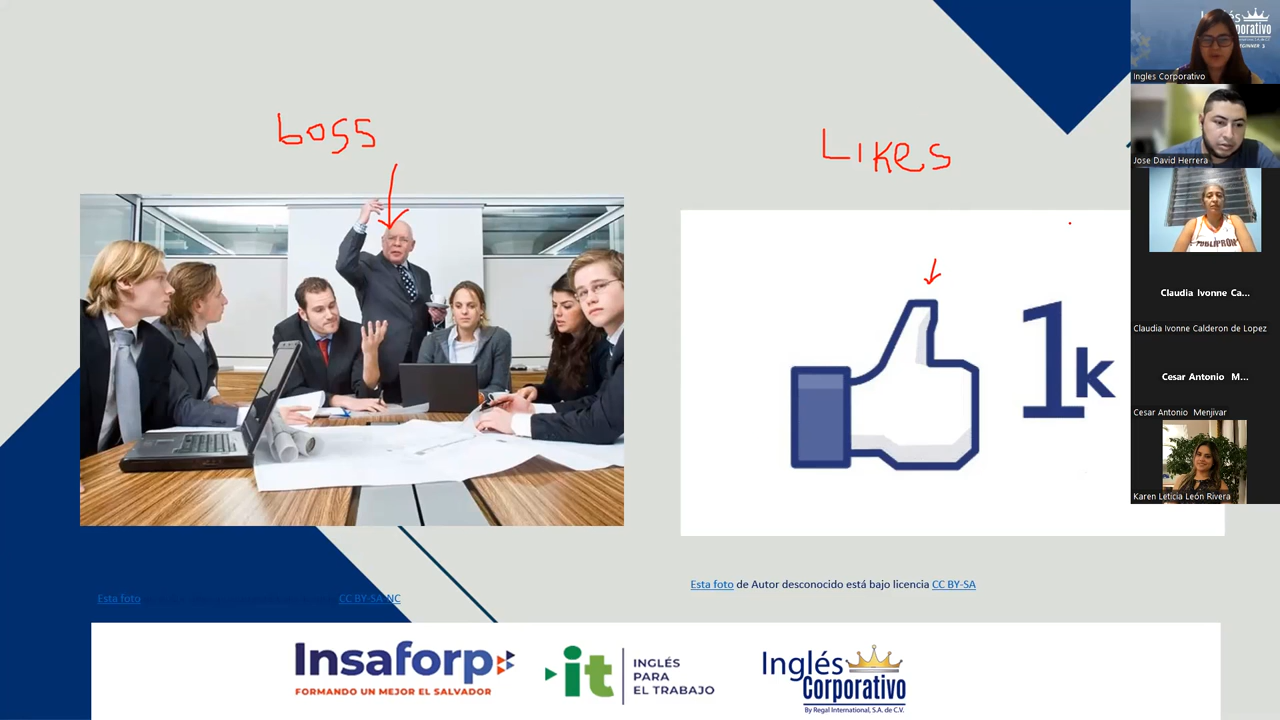 boss
Likes
1k
Esta foto
CC BY-SA-NC
Esta foto de Autor desconocido está bajo licencia CC BY-SA
Insaforp
FORMANDO UN MEJOR EL SALVADOR
it
INGLÉS
PARA
EL TRABAJO
Inglés
Corporativo
By Regal International, S.A. de C.V.
Ingles Corporativo
Jose David Herrera
Claudia Ivonne Ca...
Claudia Ivonne Calderon de Lopez
Cesar Antonio M...
Cesar Antonio Menjivar
Karen Leticia León Rivera